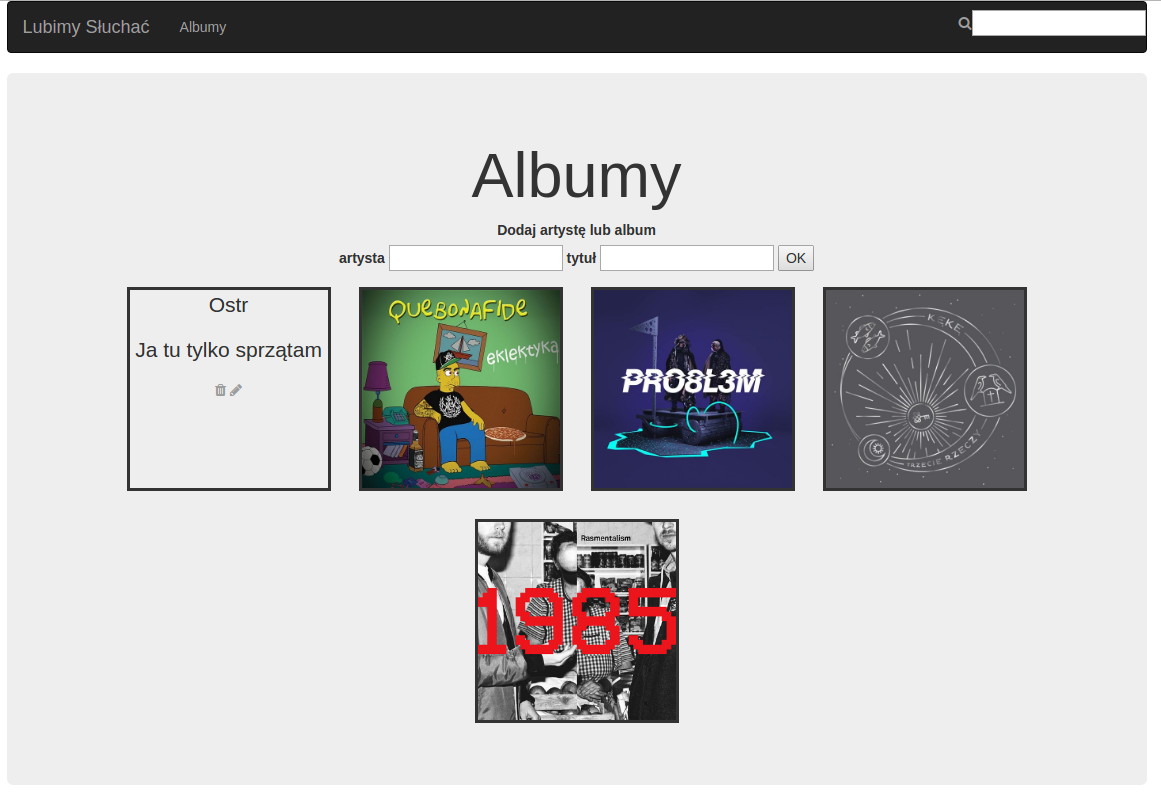 Lubimy Słuchać Albumy
Albumy
Dodaj artystę lub album
artysta tytuł OK
Ostr
Ja tu tylko sprzątam
QUEBONAFIDE
eklektyka
PRO8L3M
KĘKĘ
TRZECIE RZECZY
Rasmentalism
1985